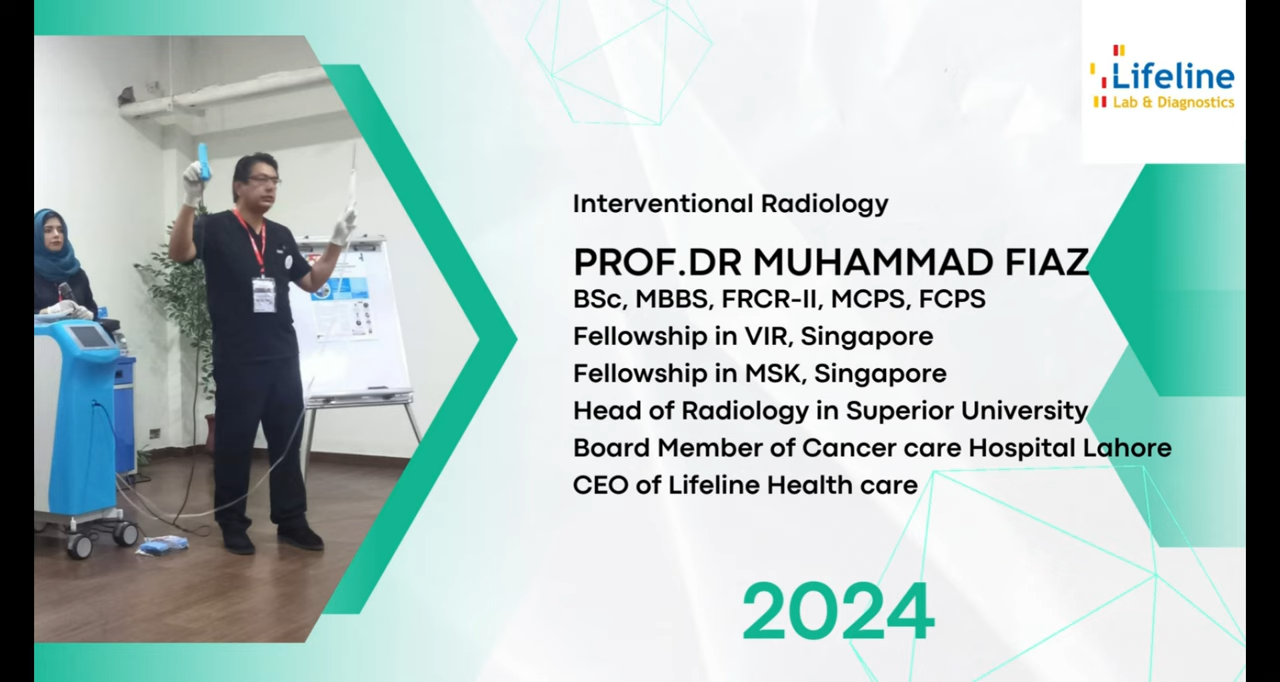 Lifeline
Lab & Diagnostics
Interventional Radiology
PROF.DR MUHAMMAD FIAZ
BSc, MBBS, FRCR-II, MCPS, FCPS
Fellowship in VIR, Singapore
Fellowship in MSK, Singapore
Head of Radiology in Superior University
Board Member of Cancer care Hospital Lahore
CEO of Lifeline Health care
2024